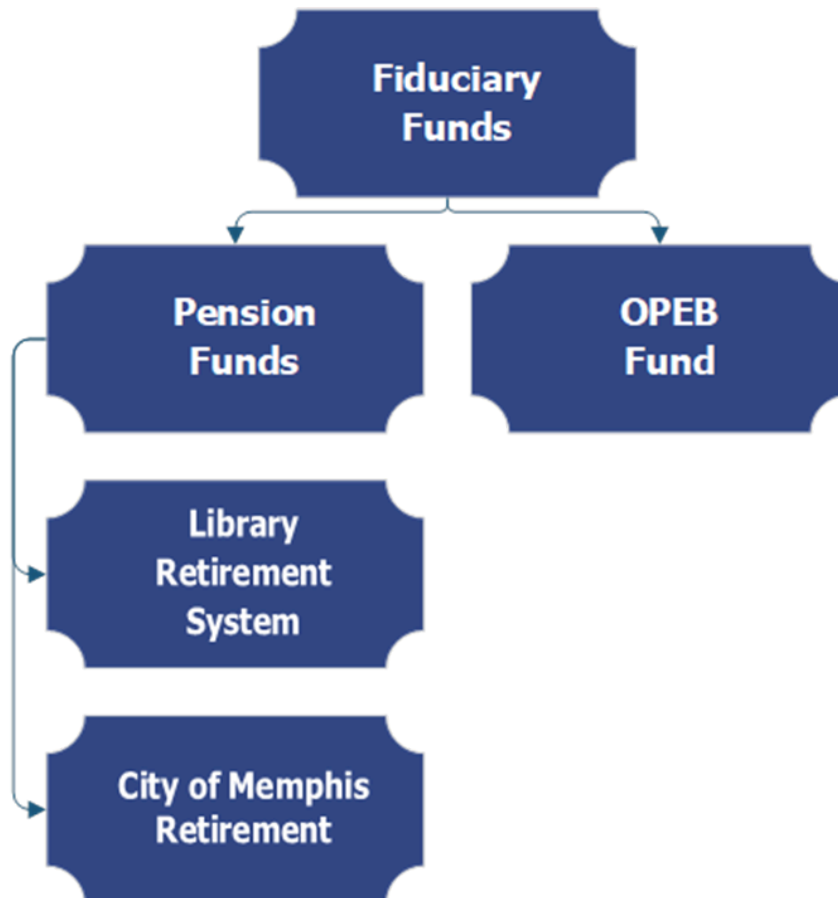 Fiduciary
Funds
Pension
Funds
OPEB
Fund
Library
Retirement
System
City of Memphis
Retirement